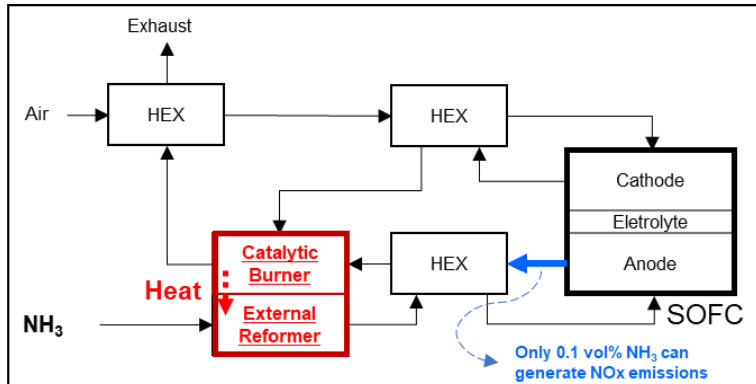 Exhaust
Air
HEX
HEX
Cathode
Eletrolyte
Anode
SOFC
Catalytic
Burner
HEX
Heat
External
Reformer
NH₃
Only 0.1 vol% NH₃ can
generate NOx emissions